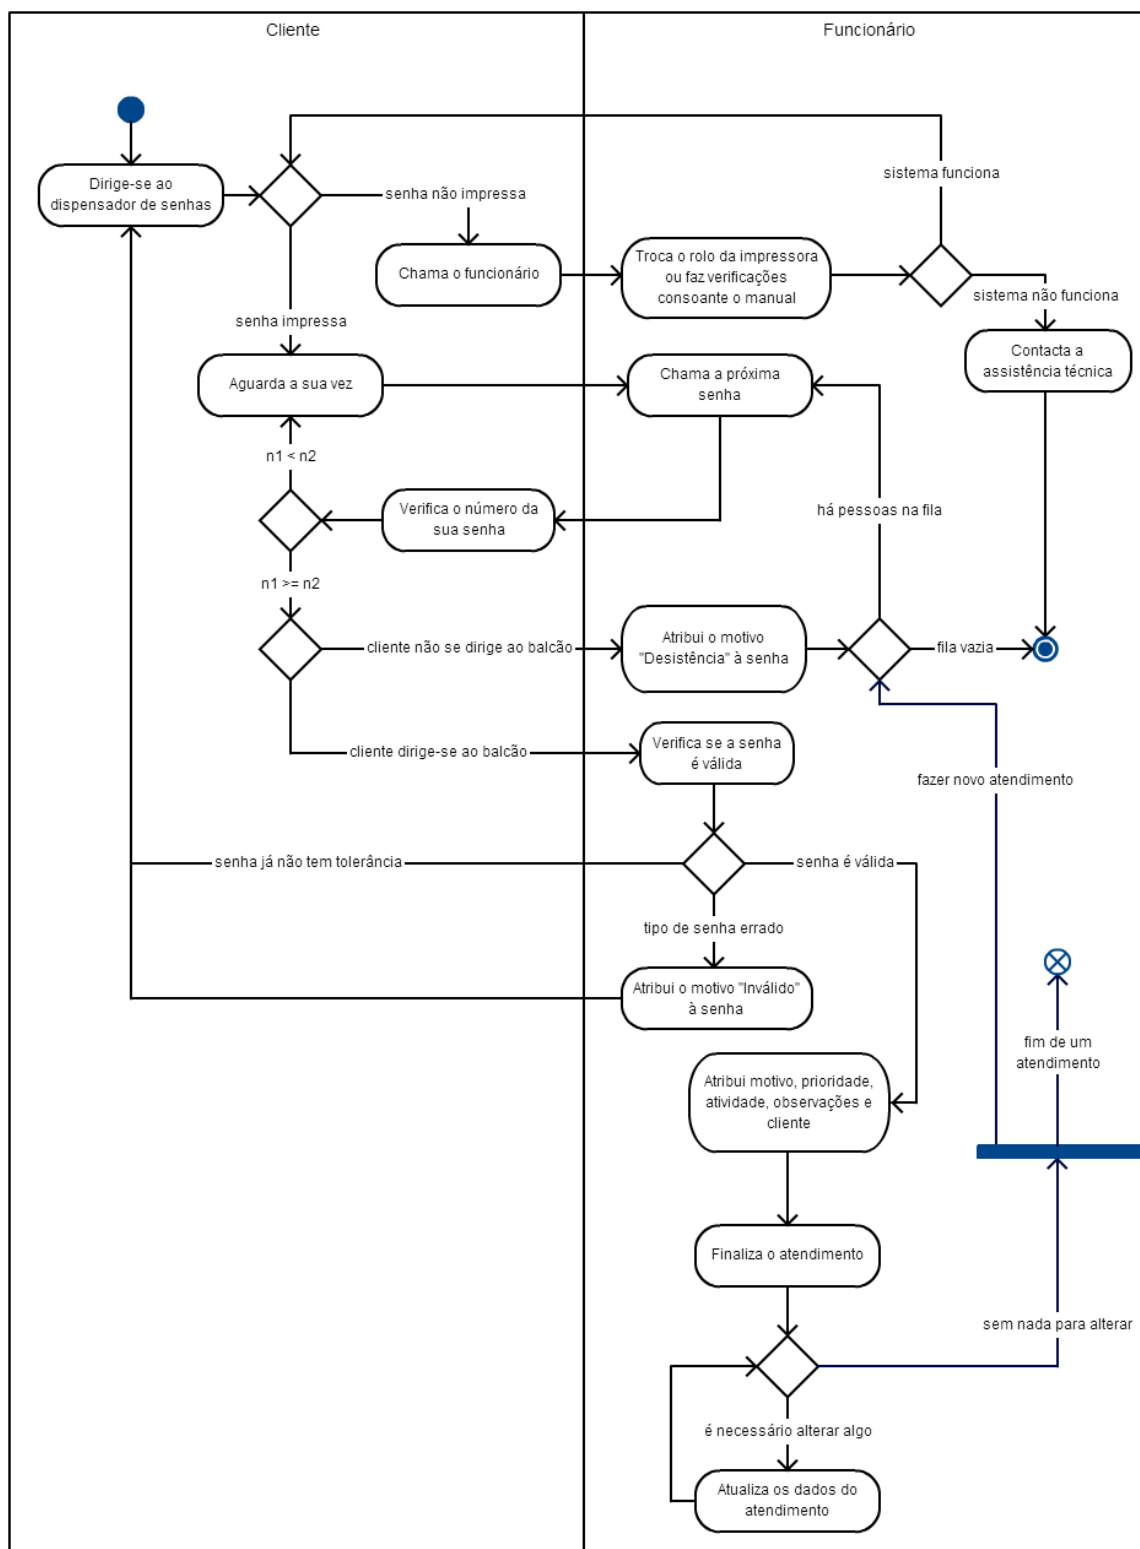 Cliente
Funcionário
Dirige-se ao
dispensador de senhas
senha não impressa
sistema funciona
Chama o funcionário
Troca o rolo da impressora
ou faz verificações
consoante o manual
sistema não funciona
senha impressa
Contacta a
assistência técnica
Aguarda a sua vez
Chama a próxima
senha
n1 < n2
Verifica o número da
sua senha
há pessoas na fila
n1 >= n2
cliente não se dirige ao balcão
Atribui o motivo
"Desistência" à senha
fila vazia
cliente dirige-se ao balcão
Verifica se a senha
é válida
fazer novo atendimento
senha já não tem tolerância
senha é válida
tipo de senha errado
Atribui o motivo "Inválido"
à senha
fim de um
atendimento
Atribui motivo, prioridade,
atividade, observações e
cliente
Finaliza o atendimento
sem nada para alterar
é necessário alterar algo
Atualiza os dados do
atendimento